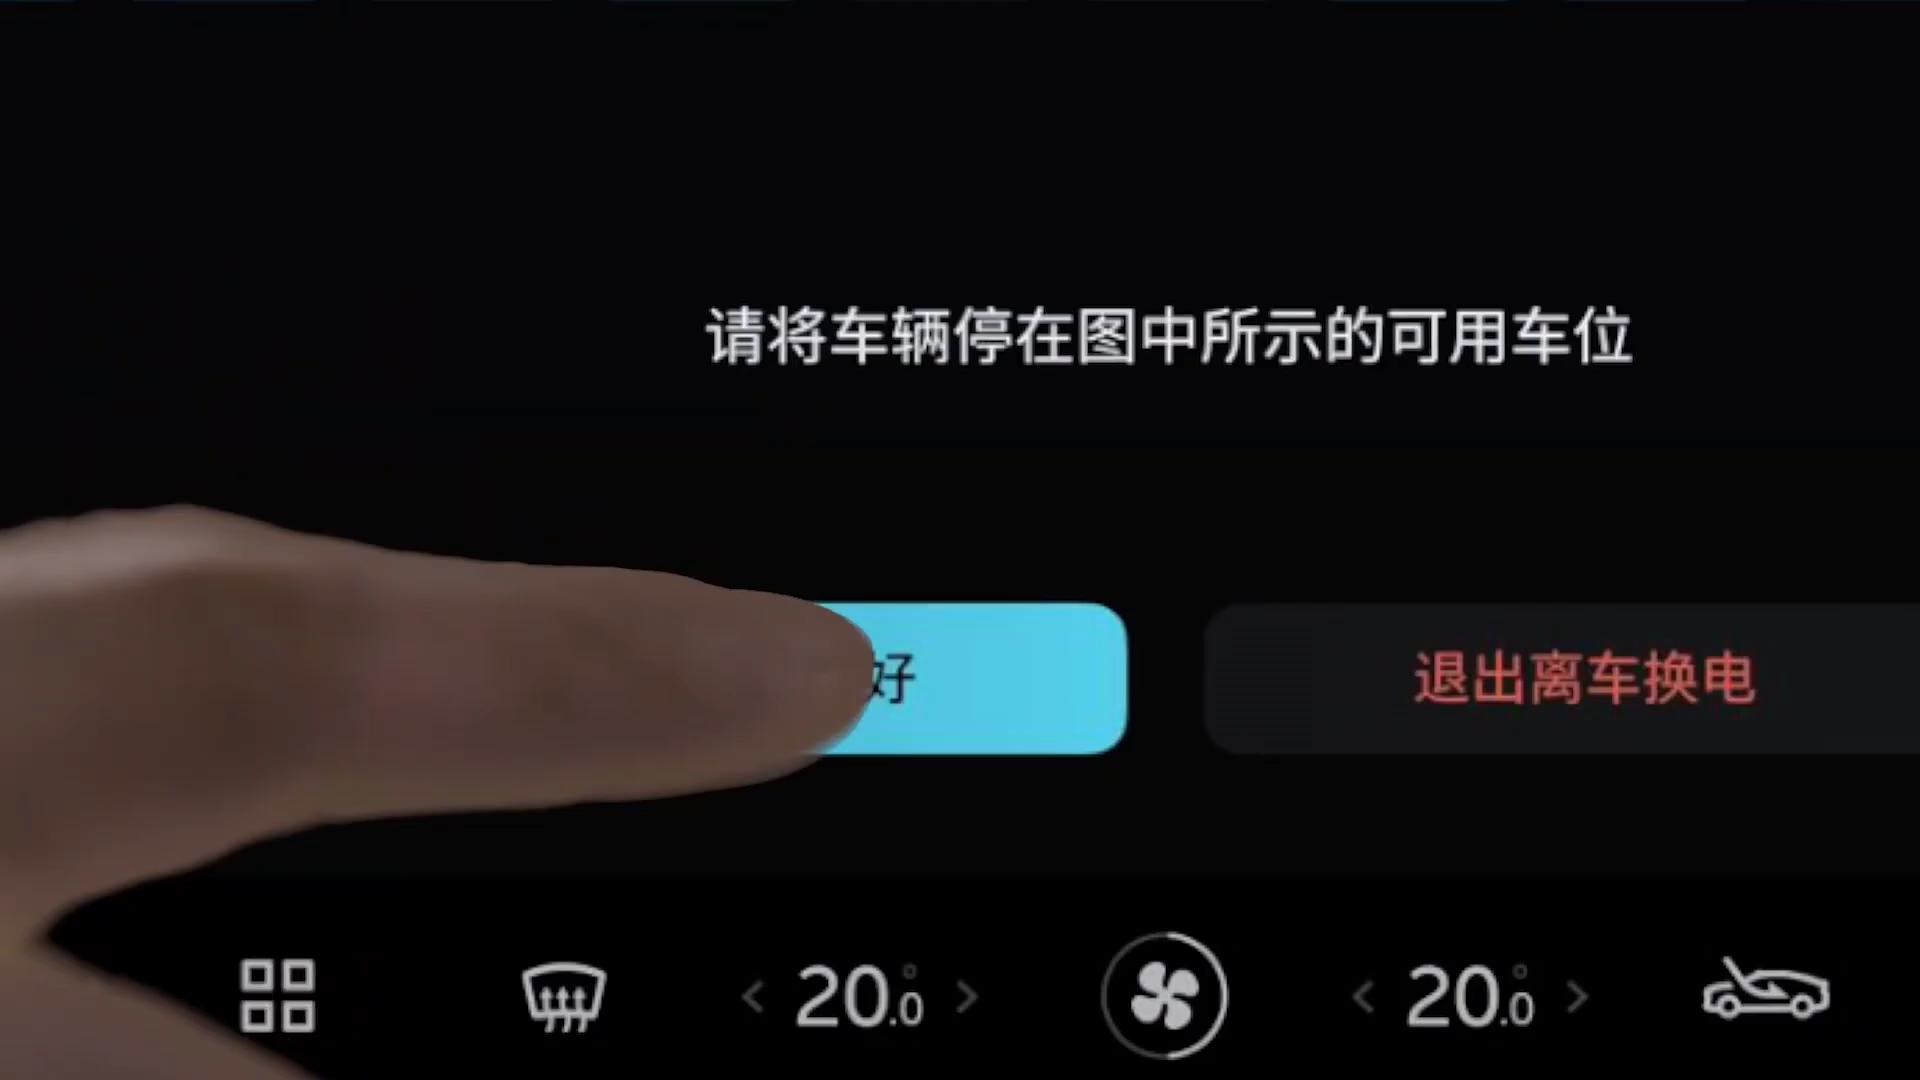 请将车辆停在图中所示的可用车位
好
退出离车换电
< 20.0° >
< 20.0° >